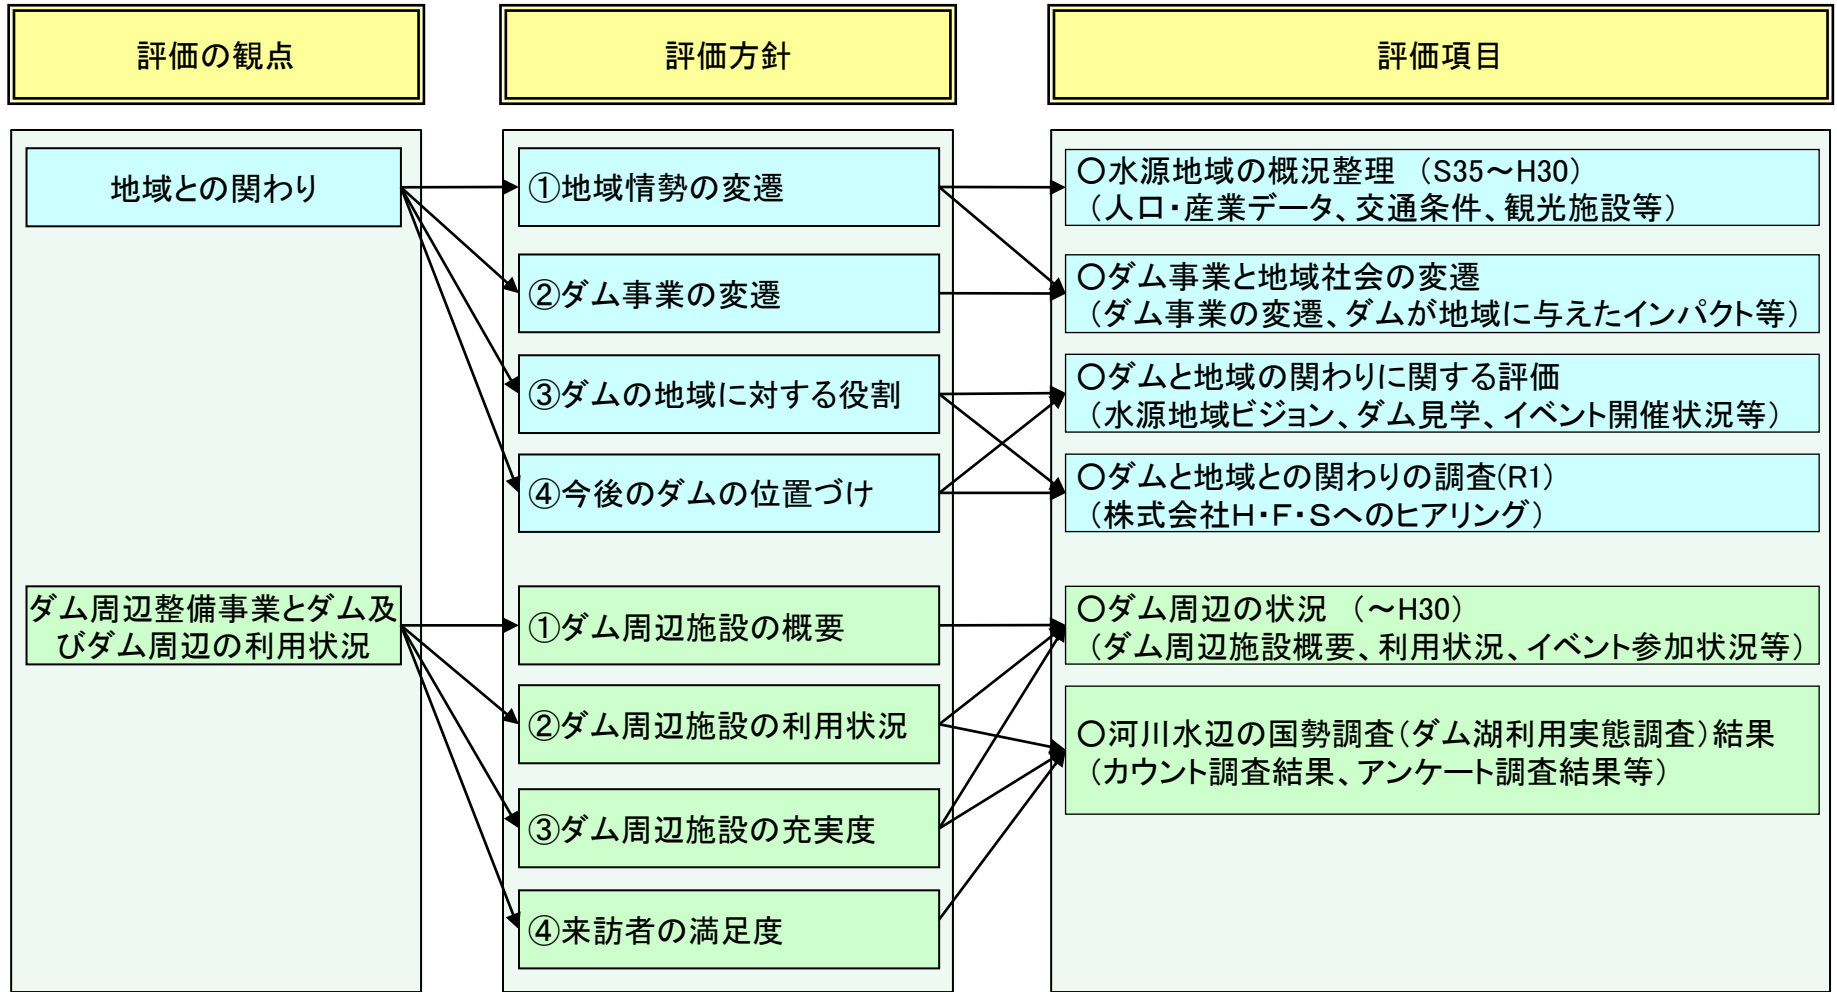 評価の観点
評価方針
評価項目
地域との関わり
①地域情勢の変遷
②ダム事業の変遷
③ダムの地域に対する役割
④今後のダムの位置づけ
〇水源地域の概況整理 （S35～H30）
（人口・産業データ、交通条件、観光施設等）
〇ダム事業と地域社会の変遷
（ダム事業の変遷、ダムが地域に与えたインパクト等）
〇ダムと地域の関わりに関する評価
（水源地域ビジョン、ダム見学、イベント開催状況等）
〇ダムと地域との関わりの調査(R1)
（株式会社H・F・Sへのヒアリング）
ダム周辺整備事業とダム及
びダム周辺の利用状況
①ダム周辺施設の概要
②ダム周辺施設の利用状況
③ダム周辺施設の充実度
④来訪者の満足度
〇ダム周辺の状況 （～H30）
（ダム周辺施設概要、利用状況、イベント参加状況等）
〇河川水辺の国勢調査（ダム湖利用実態調査）結果
（カウント調査結果、アンケート調査結果等）